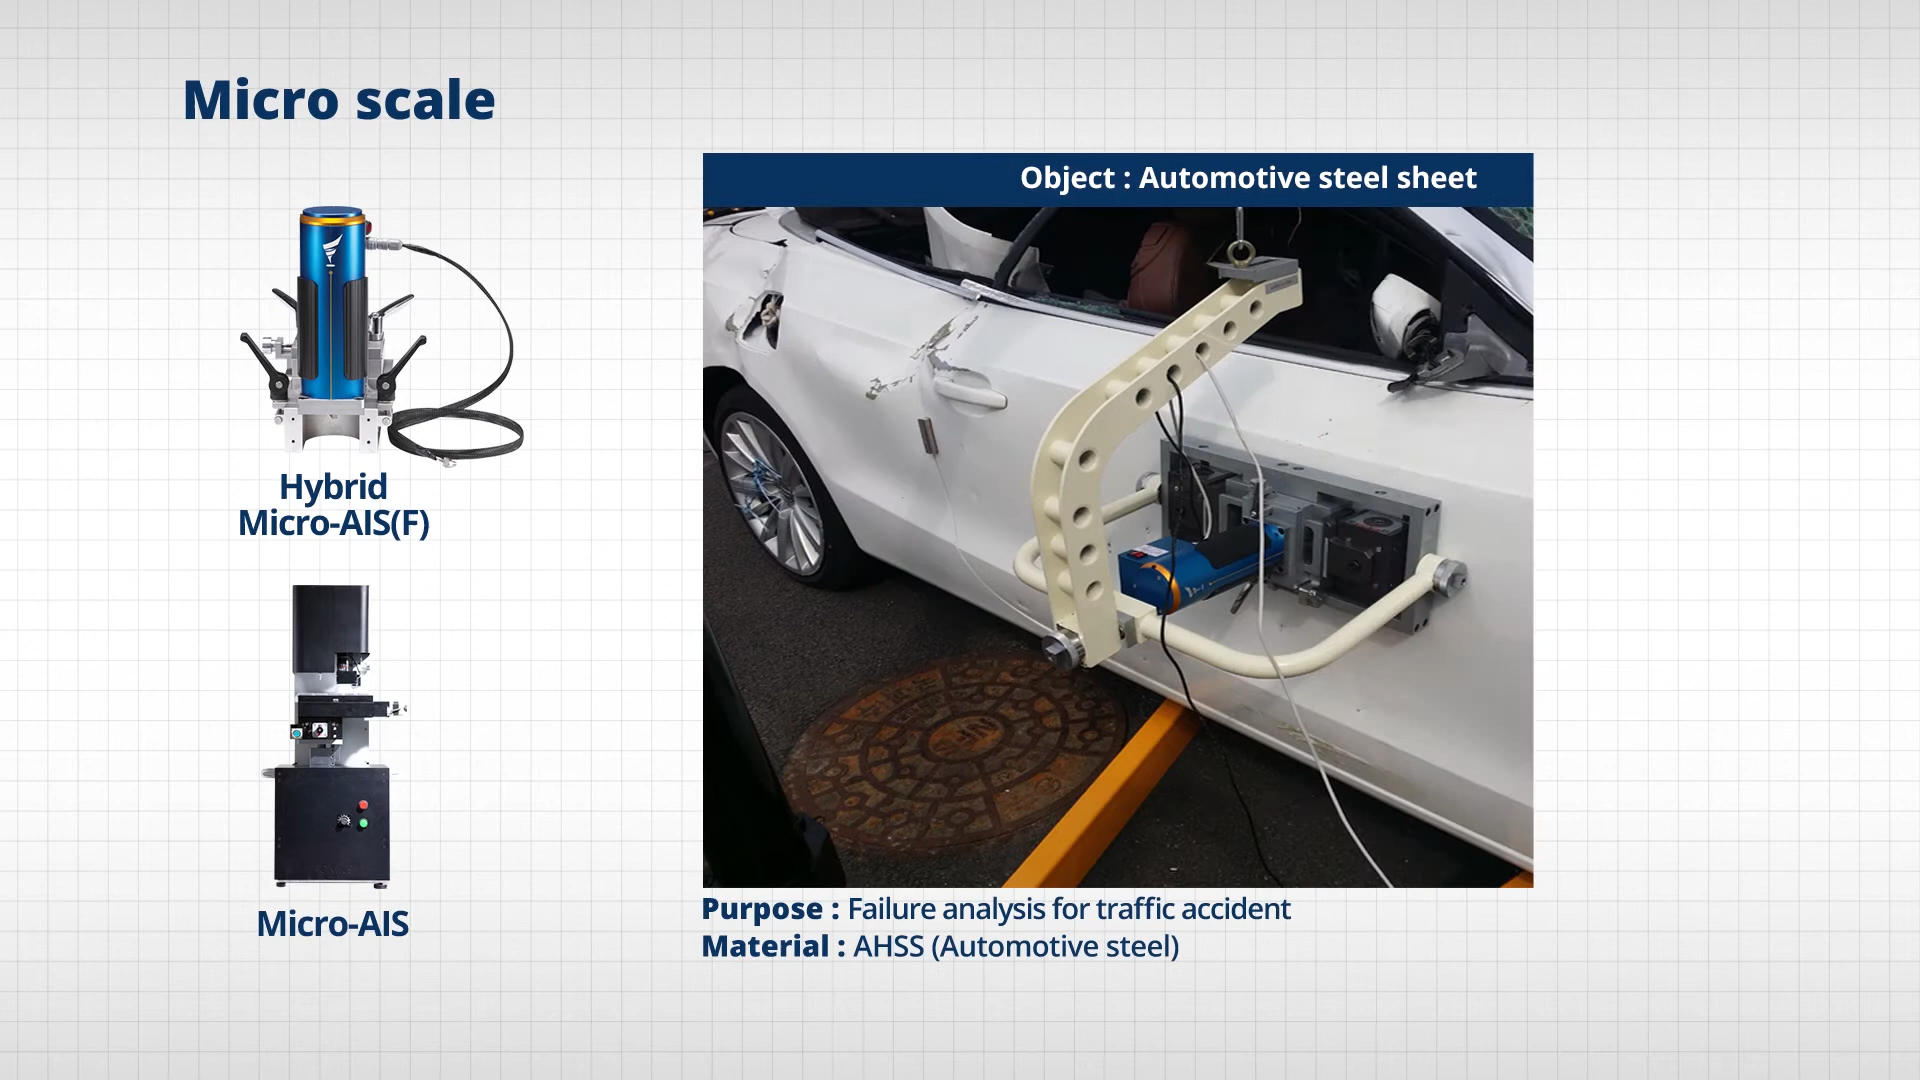 Micro scale
Hybrid
Micro-AIS(F)
Micro-AIS
Object : Automotive steel sheet
Purpose : Failure analysis for traffic accident
Material : AHSS (Automotive steel)